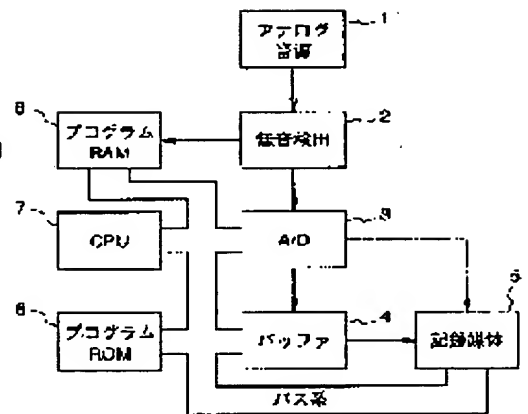 1
アナログ
音源
8
2
プログラム
RAM
無音検出
7
3
CPU
A/D
5
6
4
プログラム
ROM
バッファ
記録媒体
バス系